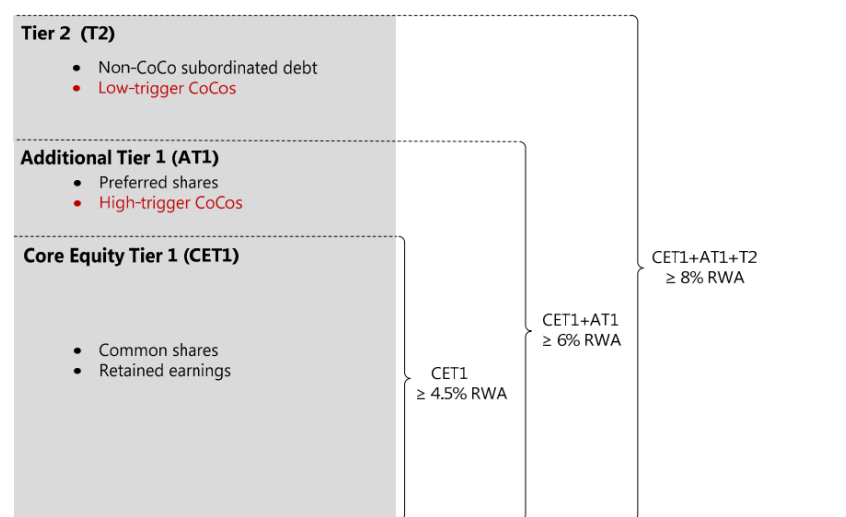 Tier 2 (T2)
• Non-CoCo subordinated debt
• Low-trigger CoCos
Additional Tier 1 (AT1)
• Preferred shares
• High-trigger CoCos
Core Equity Tier 1 (CET1)
• Common shares
• Retained earnings
CET1
≥ 4.5% RWA
CET1+AT1
≥ 6% RWA
CET1+AT1+T2
≥ 8% RWA